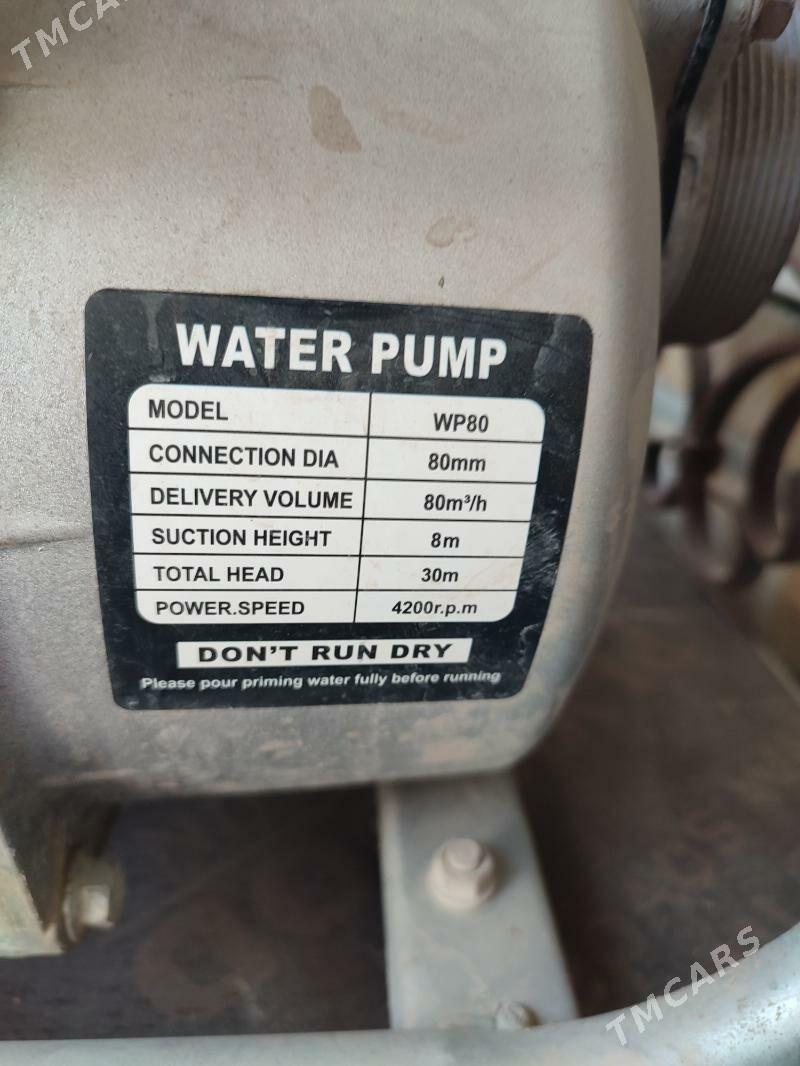 TMCARS
WATER PUMP
MODEL WP80
CONNECTION DIA 80mm
DELIVERY VOLUME 80m³/h
SUCTION HEIGHT 8m
TOTAL HEAD 30m
POWER.SPEED 4200r.p.m
DON'T RUN DRY
Please pour priming water fully before running
TMCARS